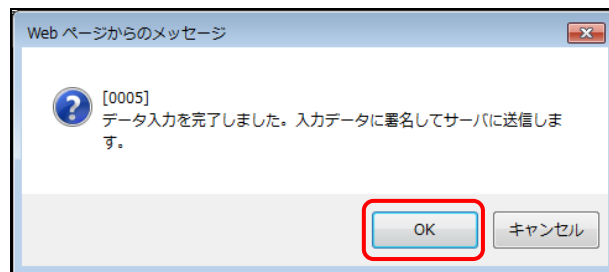 Web ページからのメッセージ
[0005]
データ入力を完了しました。入力データに署名してサーバに送信しま
す。
OK
キャンセル